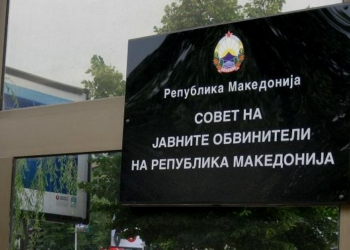 Република Македонија
СОВЕТ НА
ЈАВНИТЕ ОБВИНИТЕЛИ
НА РЕПУБЛИКА МАКЕДОНИЈА